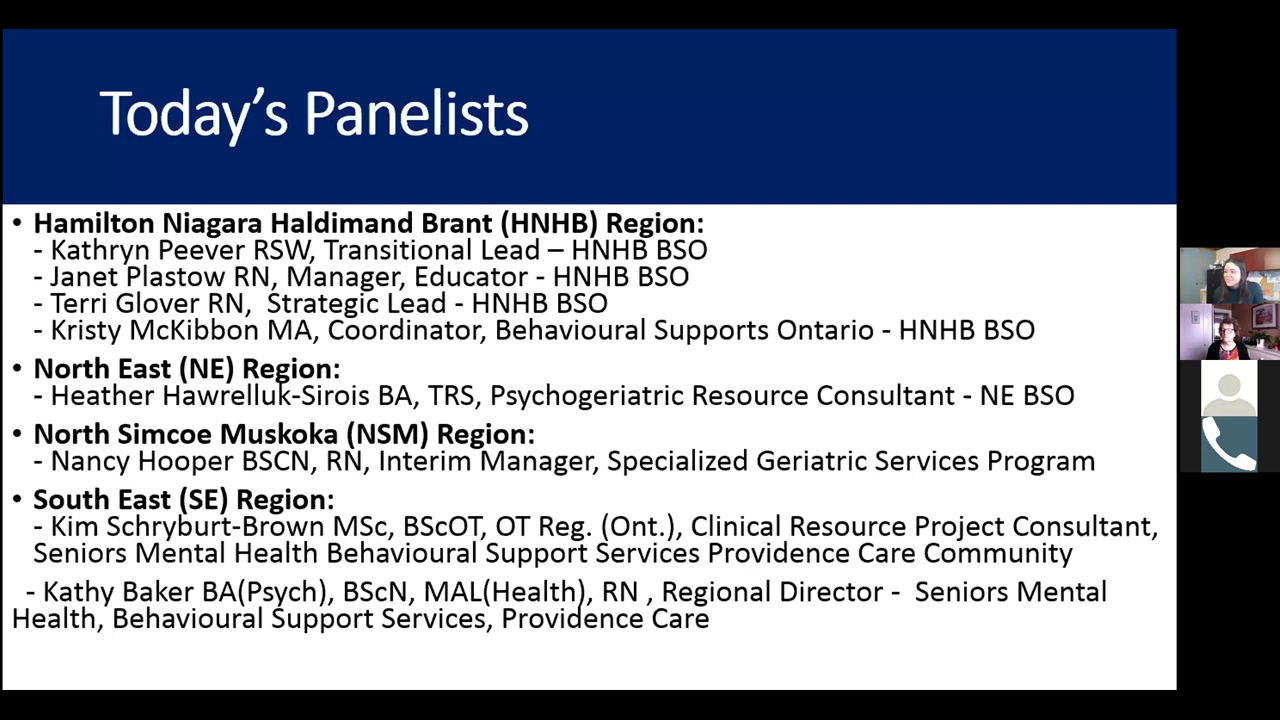 Today's Panelists
• Hamilton Niagara Haldimand Brant (HNHB) Region:
- Kathryn Peever RSW, Transitional Lead – HNHB BSO
- Janet Plastow RN, Manager, Educator - HNHB BSO
- Terri Glover RN, Strategic Lead - HNHB BSO
- Kristy McKibbon MA, Coordinator, Behavioural Supports Ontario - HNHB BSO
• North East (NE) Region:
- Heather Hawrelluk-Sirois BA, TRS, Psychogeriatric Resource Consultant - NE BSO
• North Simcoe Muskoka (NSM) Region:
- Nancy Hooper BSCN, RN, Interim Manager, Specialized Geriatric Services Program
• South East (SE) Region:
- Kim Schryburt-Brown MSc, BScOT, OT Reg. (Ont.), Clinical Resource Project Consultant,
Seniors Mental Health Behavioural Support Services Providence Care Community
- Kathy Baker BA(Psych), BScN, MAL(Health), RN , Regional Director - Seniors Mental
Health, Behavioural Support Services, Providence Care